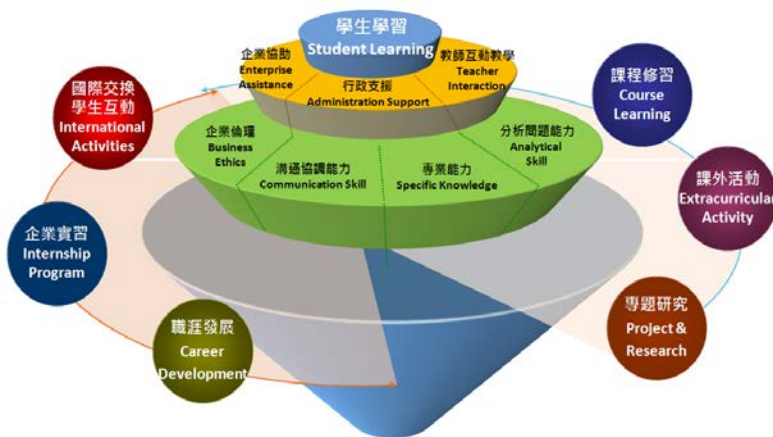 學生學習
Student Learning
企業協助
Enterprise
Assistance
行政支援
Administration Support
教師互動教學
Teacher
Interaction
企業倫理
Business
Ethics
溝通協調能力
Communication Skill
專業能力
Specific Knowledge
分析問題能力
Analytical
Skill
國際交換
學生互動
International
Activities
企業實習
Internship
Program
職涯發展
Career
Development
課程修習
Course
Learning
課外活動
Extracurricular
Activity
專題研究
Project &
Research